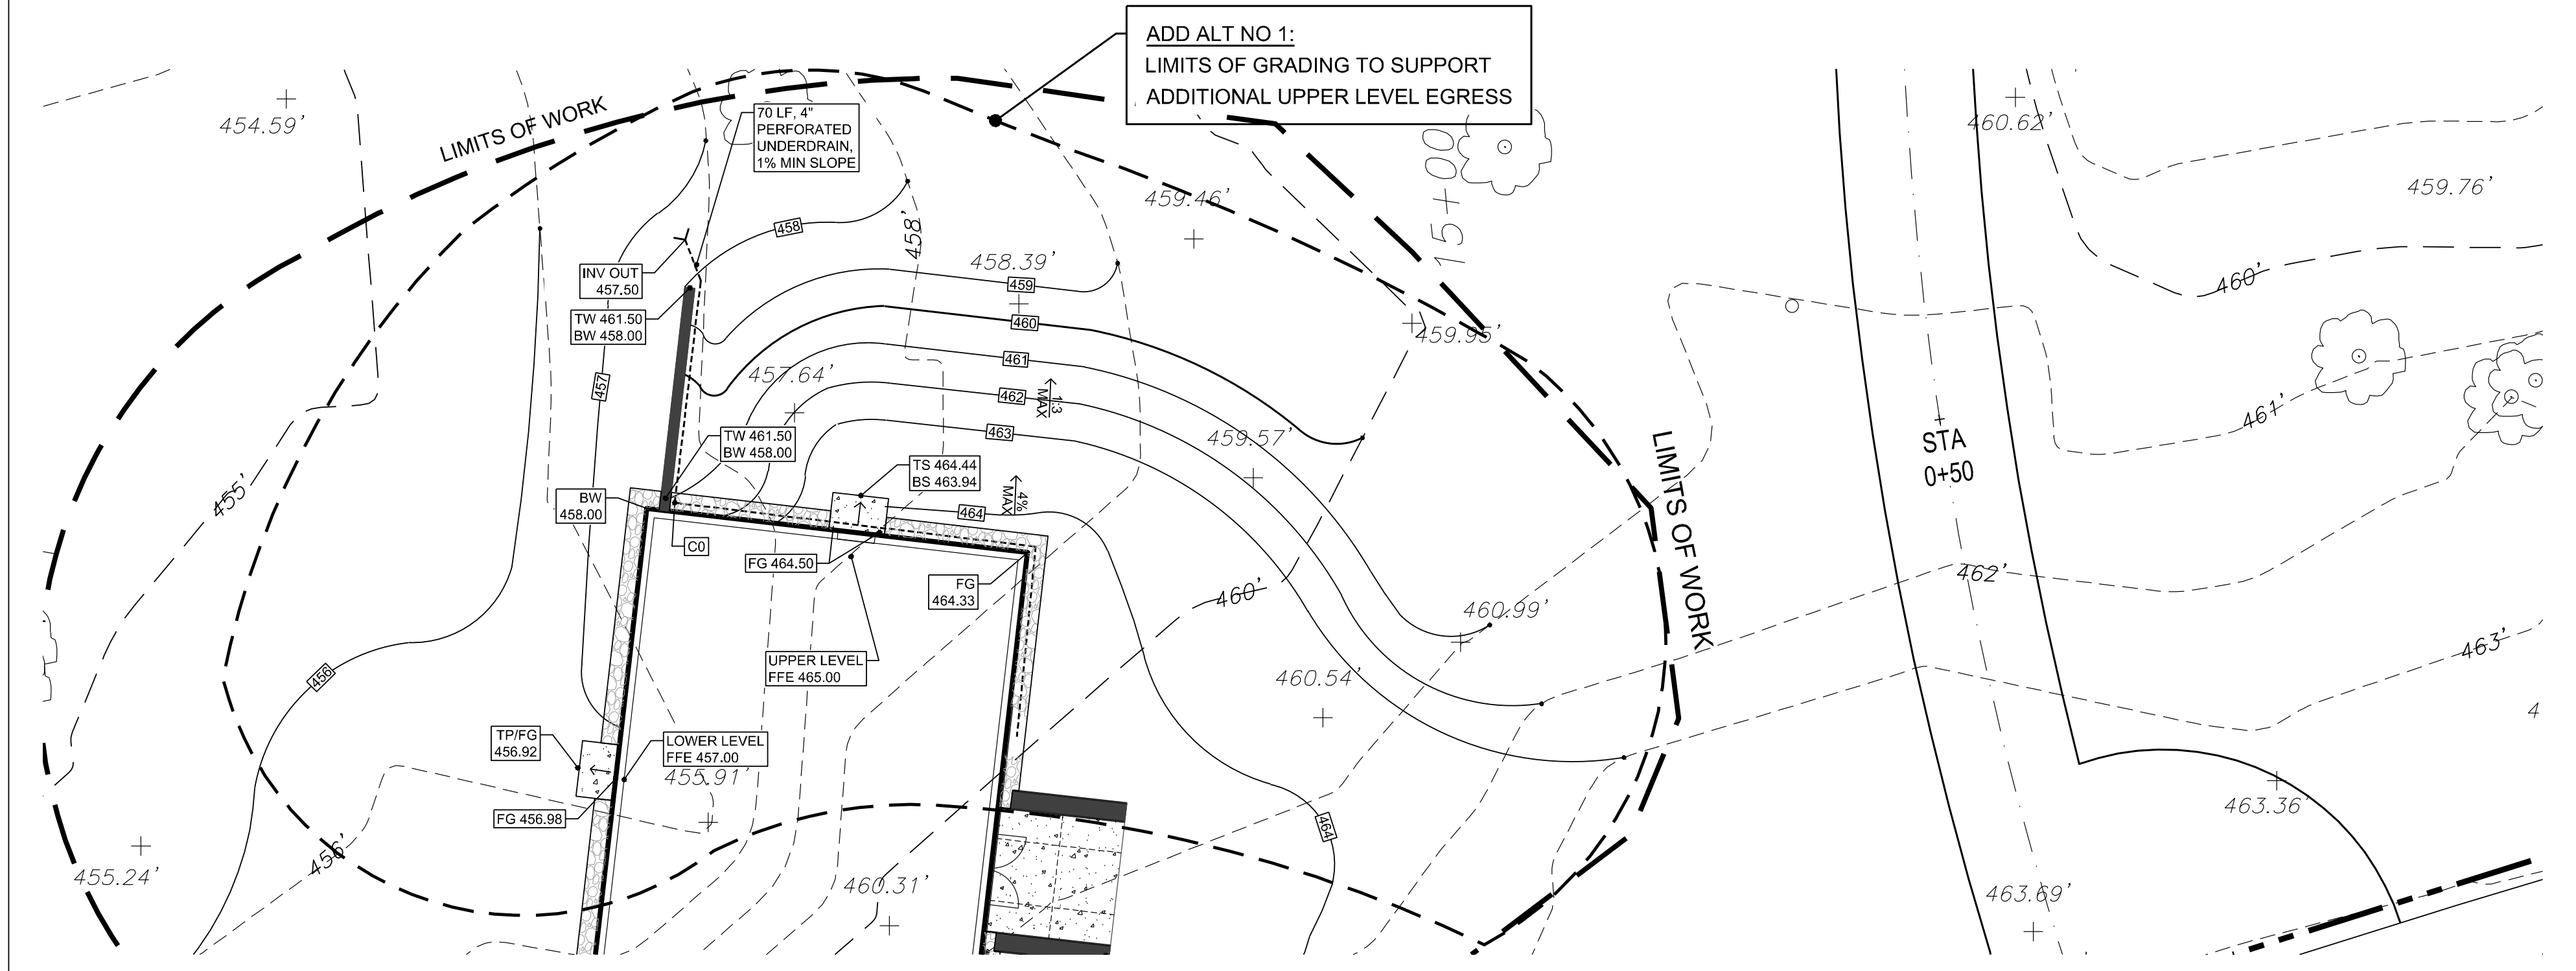 ADD ALT NO 1:
LIMITS OF GRADING TO SUPPORT
ADDITIONAL UPPER LEVEL EGRESS
LIMITS OF WORK
454.59'
70 LF, 4"
PERFORATED
UNDERDRAIN,
1% MIN SLOPE
460.62'
459.76'
15+00
459.46'
458
458'
458.39'
INV OUT
457.50
459
460'
TW 461.50
BW 458.00
460
459.95'
461
457.64'
457
462
1:3
MAX
463
461'
459.57'
TW 461.50
BW 458.00
STA
0+50
TS 464.44
BS 463.94
LIMITS OF WORK
455'
BW
458.00
464
4%
MAX
C0
FG 464.50
FG
464.33
462'
460'
460.99'
463'
456
UPPER LEVEL
FFE 465.00
460.54'
4
TP/FG
456.92
LOWER LEVEL
FFE 457.00
455.91'
FG 456.98
464
463.36'
456'
455.24'
460.31'
463.69'